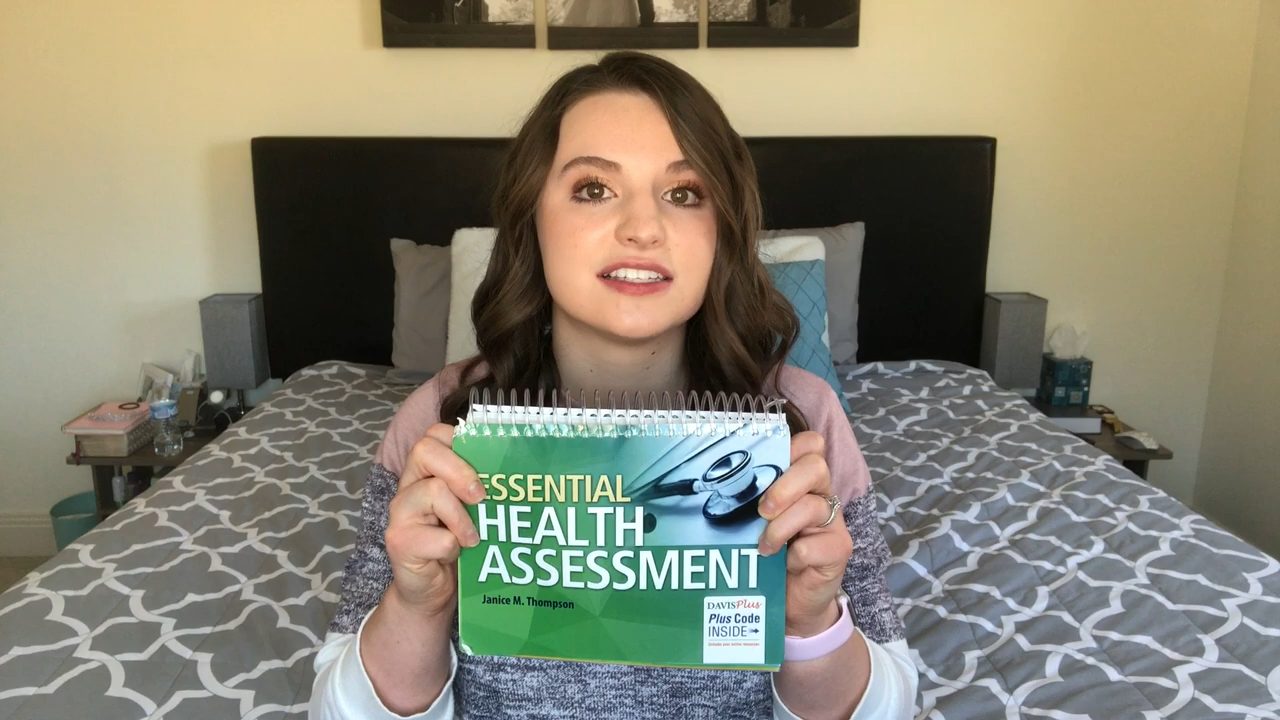 ESSENTIAL
HEALTH
ASSESSMENT
Janice M. Thompson
DAVISPlus
Plus Code
INSIDE